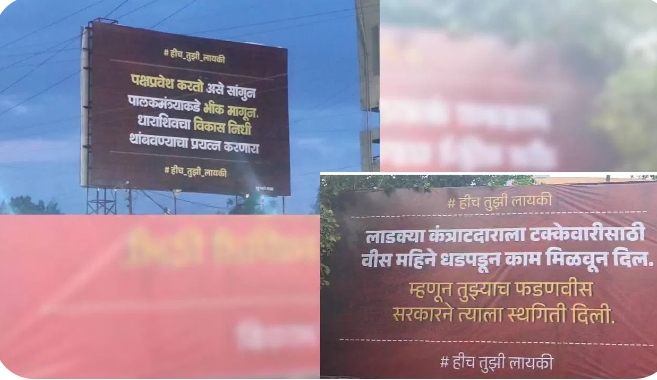 # हीच_तुझी_लायकी
पक्षप्रवेश करतो असे सांगुन
पालकमंत्र्याकडे भीक मागून.
धाराशिवचा विकास निधी
थांबवण्याचा प्रयत्न करणारा
# हीच_तुझी_लायकी
# हीच तुझी लायकी
लाडक्या कंत्राटदाराला टक्केवारीसाठी
वीस महिने धडपडून काम मिळवून दिल.
म्हणून तुझ्याच फडणवीस
सरकारने त्याला स्थगिती दिली.
# हीच तुझी लायकी